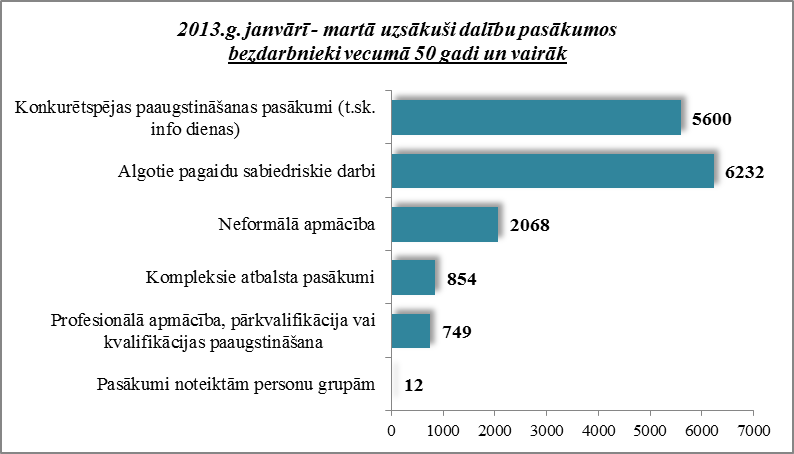 2013.g. janvārī - martā uzsākuši dalību pasākumos
bezdarbnieki vecumā 50 gadi un vairāk
Konkurētspējas paaugstināšanas pasākumi (t.sk.
info dienas)
5600
Algotie pagaidu sabiedriskie darbi
6232
Neformālā apmācība
2068
Kompleksie atbalsta pasākumi
854
Profesionālā apmācība, pārkvalifikācija vai
kvalifikācijas paaugstināšana
749
Pasākumi noteiktām personu grupām
12
0 1000 2000 3000 4000 5000 6000 7000